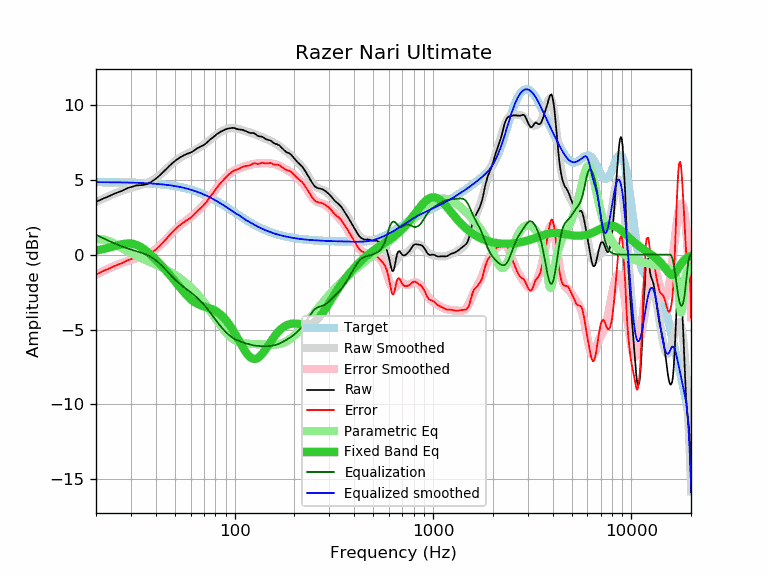 Razer Nari Ultimate
Amplitude (dBr)
10
5
0
−5
−10
−15
Target
Raw Smoothed
Error Smoothed
Raw
Error
Parametric Eq
Fixed Band Eq
Equalization
Equalized smoothed
100
1000
10000
Frequency (Hz)